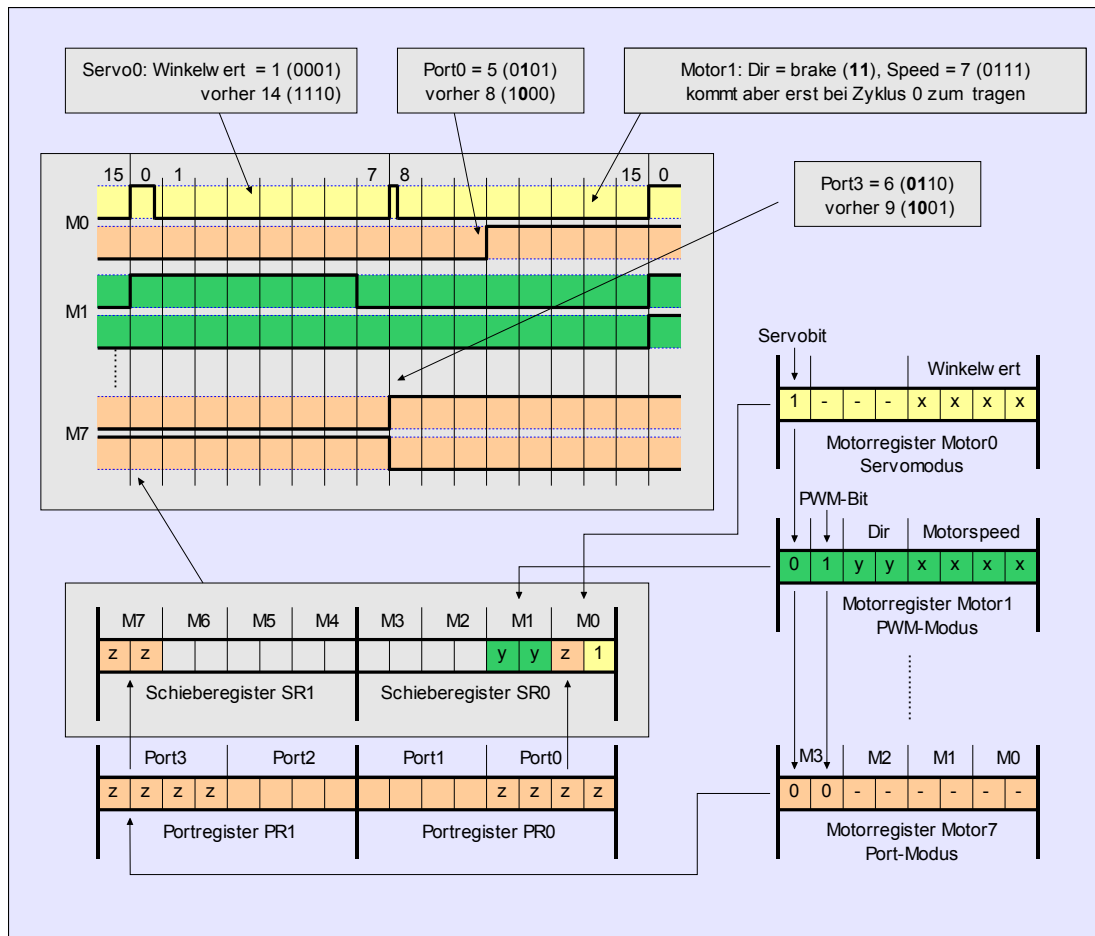 Servo0: Winkelwert = 1 (0001)
vorher 14 (1110)
Port0 = 5 (0101)
vorher 8 (1000)
Motor1: Dir = brake (11), Speed = 7 (0111)
kommt aber erst bei Zyklus 0 zum tragen
Port3 = 6 (0110)
vorher 9 (1001)
15 0 1 7 8 15 0
M0
M1
M7
Servobit
Winkelwert
1 - - - x x x x
Motorregister Motor0
Servomodus
PWM-Bit
Dir Motorspeed
0 1 y y x x x x
Motorregister Motor1
PWM-Modus
M7 M6 M5 M4 M3 M2 M1 M0
z z y y z 1
Schieberegister SR1 Schieberegister SR0
Port3 Port2 Port1 Port0
z z z z z z z z
Portregister PR1 Portregister PR0
M3 M2 M1 M0
0 0 - - - - - -
Motorregister Motor7
Port-Modus